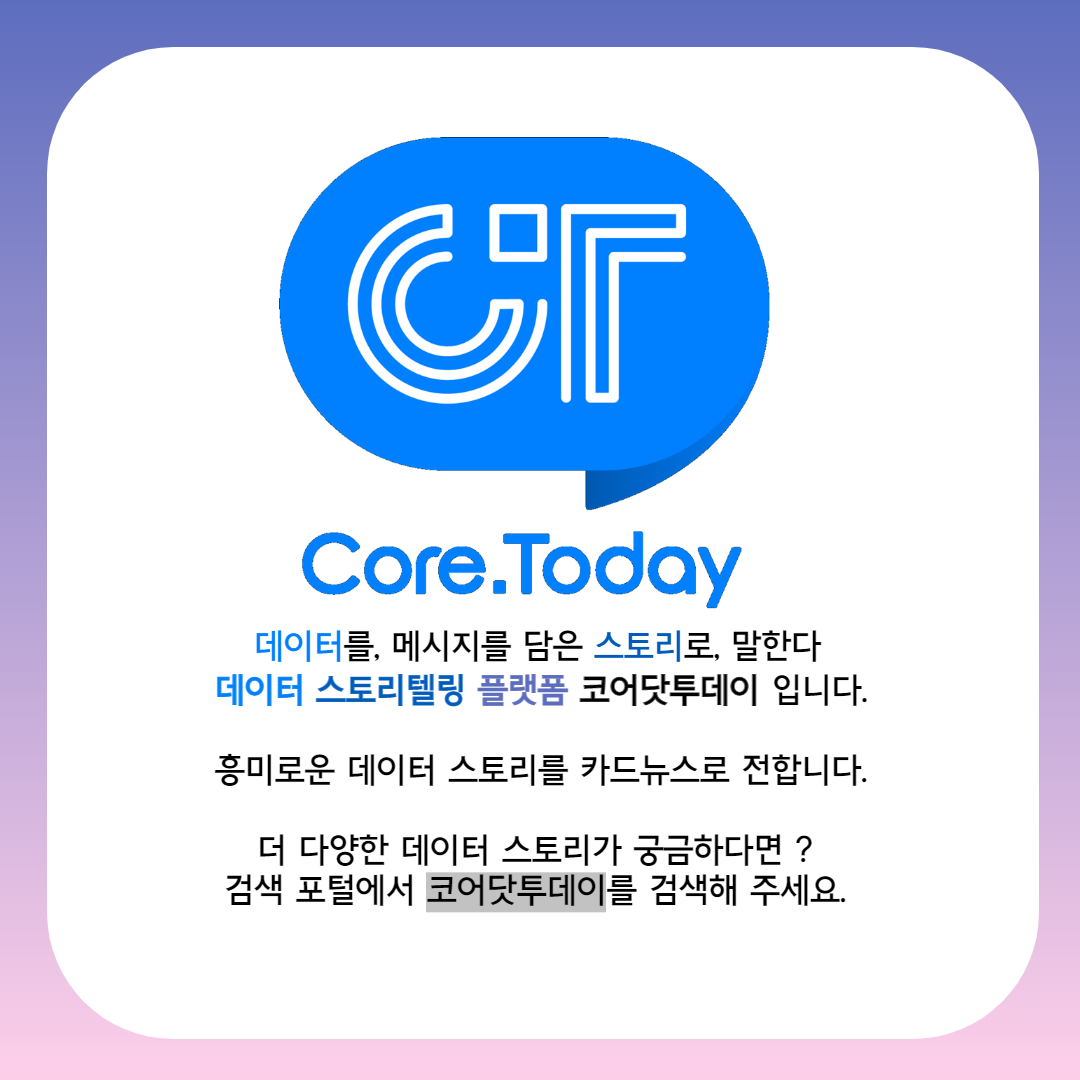 CT
Core.Today
데이터를, 메시지를 담은 스토리로, 말한다
데이터 스토리텔링 플랫폼 코어닷투데이 입니다.
흥미로운 데이터 스토리를 카드뉴스로 전합니다.
더 다양한 데이터 스토리가 궁금하다면 ?
검색 포털에서 코어닷투데이를 검색해 주세요.